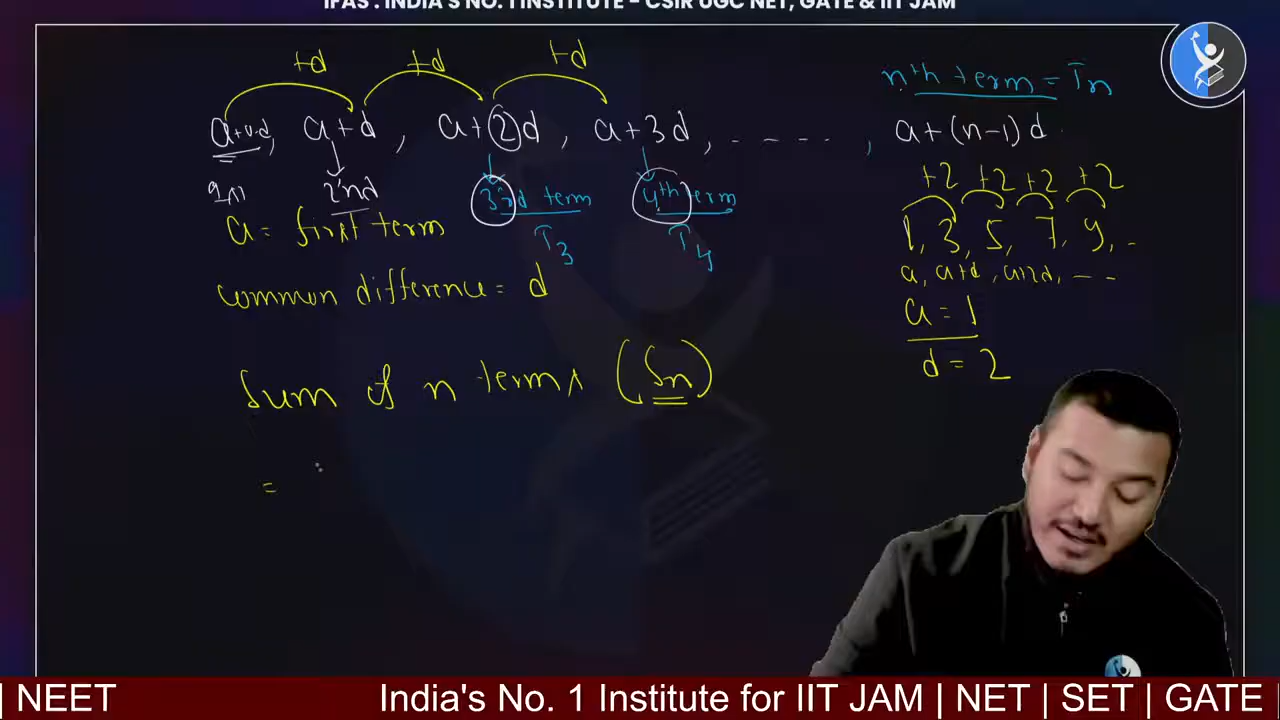 IFAS : INDIA'S NO. 1 INSTITUTE - CSIR UGC NET, GATE & IIT JAM
+d +d +d
nth term = Tn
a+0.d, a+d, a+2d, a+3d, - - - - - , a+(n-1)d
2nd 3rd term 4th term
T3 T4
+2 +2 +2 +2
1, 3, 5, 7, 9, -
a, a+d, a+2d, - -
a = first term
common difference = d
a = 1
d = 2
Sum of n terms (Sn)
=
| NEET India's No. 1 Institute for IIT JAM | NET | SET | GATE